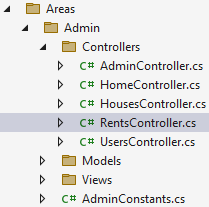 Areas
Admin
Controllers
C# AdminController.cs
C# HomeController.cs
C# HousesController.cs
C# RentsController.cs
C# UsersController.cs
Models
Views
C# AdminConstants.cs